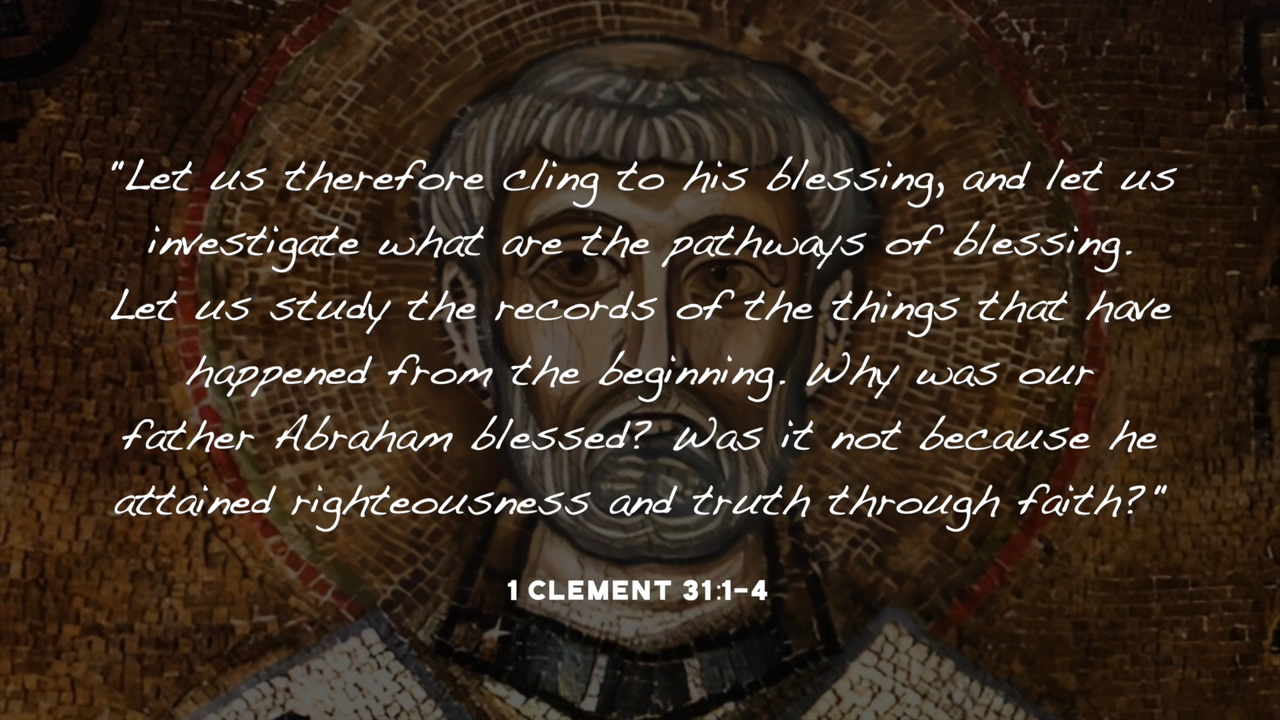 "Let us therefore cling to his blessing, and let us
investigate what are the pathways of blessing.
Let us study the records of the things that have
happened from the beginning. Why was our
father Abraham blessed? Was it not because he
attained righteousness and truth through faith?"
1 CLEMENT 31:1-4